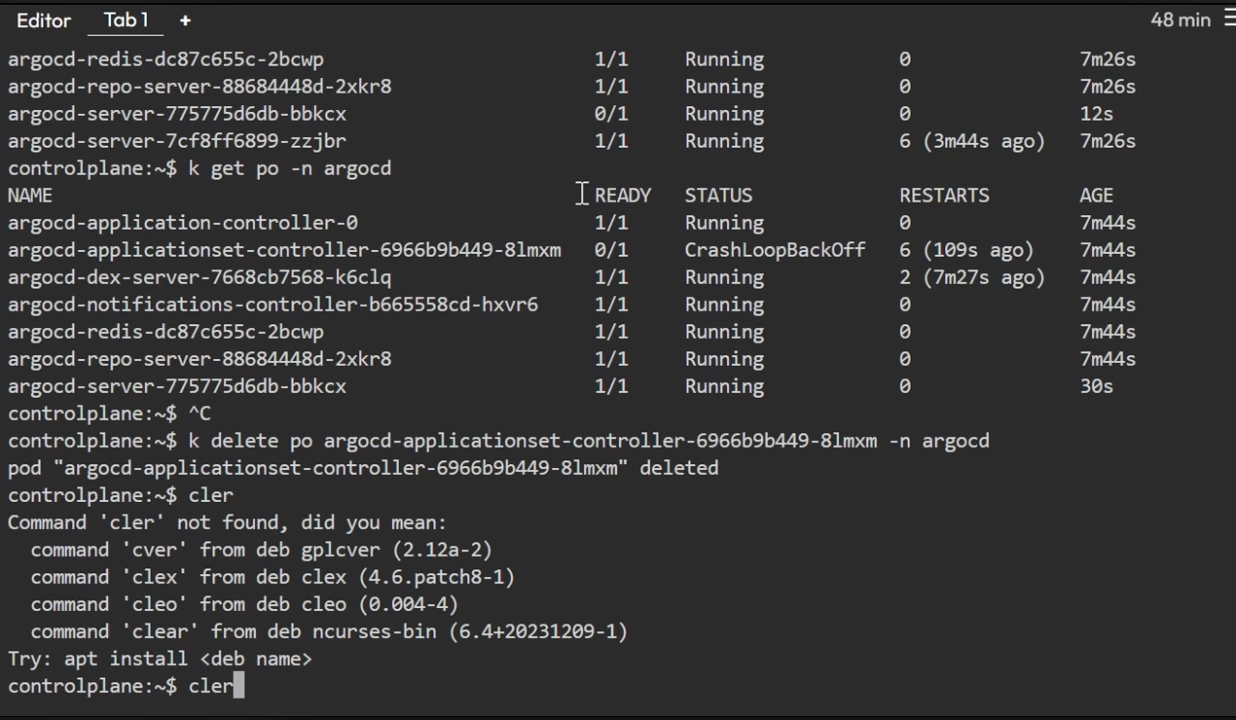 Editor Tab 1 + 48 min
argocd-redis-dc87c655c-2bcwp 1/1 Running 0 7m26s
argocd-repo-server-88684448d-2xkr8 1/1 Running 0 7m26s
argocd-server-775775d6db-bbkcx 0/1 Running 0 12s
argocd-server-7cf8ff6899-zzjbr 1/1 Running 6 (3m44s ago) 7m26s
controlplane:~$ k get po -n argocd
NAME READY STATUS RESTARTS AGE
argocd-application-controller-0 1/1 Running 0 7m44s
argocd-applicationset-controller-6966b9b449-8lmxm 0/1 CrashLoopBackOff 6 (109s ago) 7m44s
argocd-dex-server-7668cb7568-k6clq 1/1 Running 2 (7m27s ago) 7m44s
argocd-notifications-controller-b665558cd-hxvr6 1/1 Running 0 7m44s
argocd-redis-dc87c655c-2bcwp 1/1 Running 0 7m44s
argocd-repo-server-88684448d-2xkr8 1/1 Running 0 7m44s
argocd-server-775775d6db-bbkcx 1/1 Running 0 30s
controlplane:~$ ^C
controlplane:~$ k delete po argocd-applicationset-controller-6966b9b449-8lmxm -n argocd
pod "argocd-applicationset-controller-6966b9b449-8lmxm" deleted
controlplane:~$ cler
Command 'cler' not found, did you mean:
command 'cver' from deb gplcver (2.12a-2)
command 'clex' from deb clex (4.6.patch8-1)
command 'cleo' from deb cleo (0.004-4)
command 'clear' from deb ncurses-bin (6.4+20231209-1)
Try: apt install <deb name>
controlplane:~$ cler